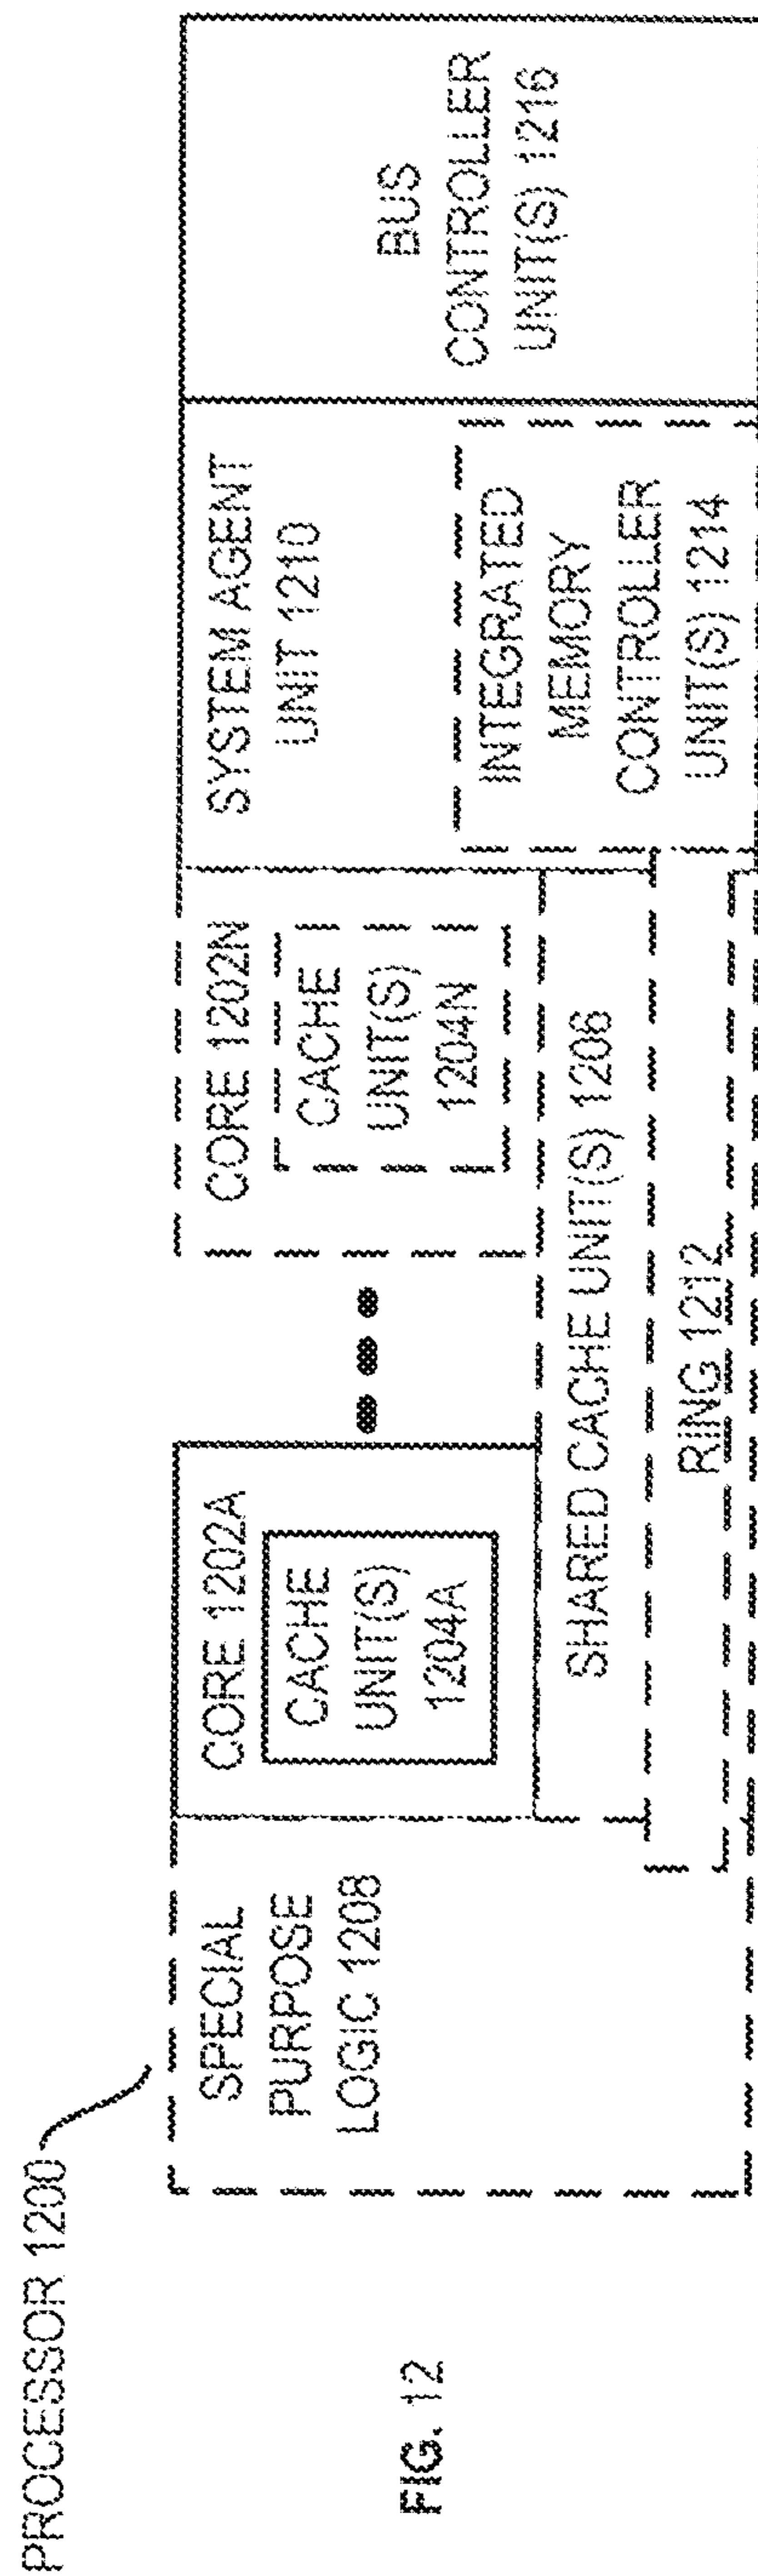 PROCESSOR 1200
SPECIAL
PURPOSE
LOGIC 1208
CORE 1202A
CACHE
UNIT(S)
1204A
CORE 1202N
CACHE
UNIT(S)
1204N
SHARED CACHE UNIT(S) 1206
RING 1212
SYSTEM AGENT
UNIT 1210
INTEGRATED
MEMORY
CONTROLLER
UNIT(S) 1214
BUS
CONTROLLER
UNIT(S) 1216
FIG. 12